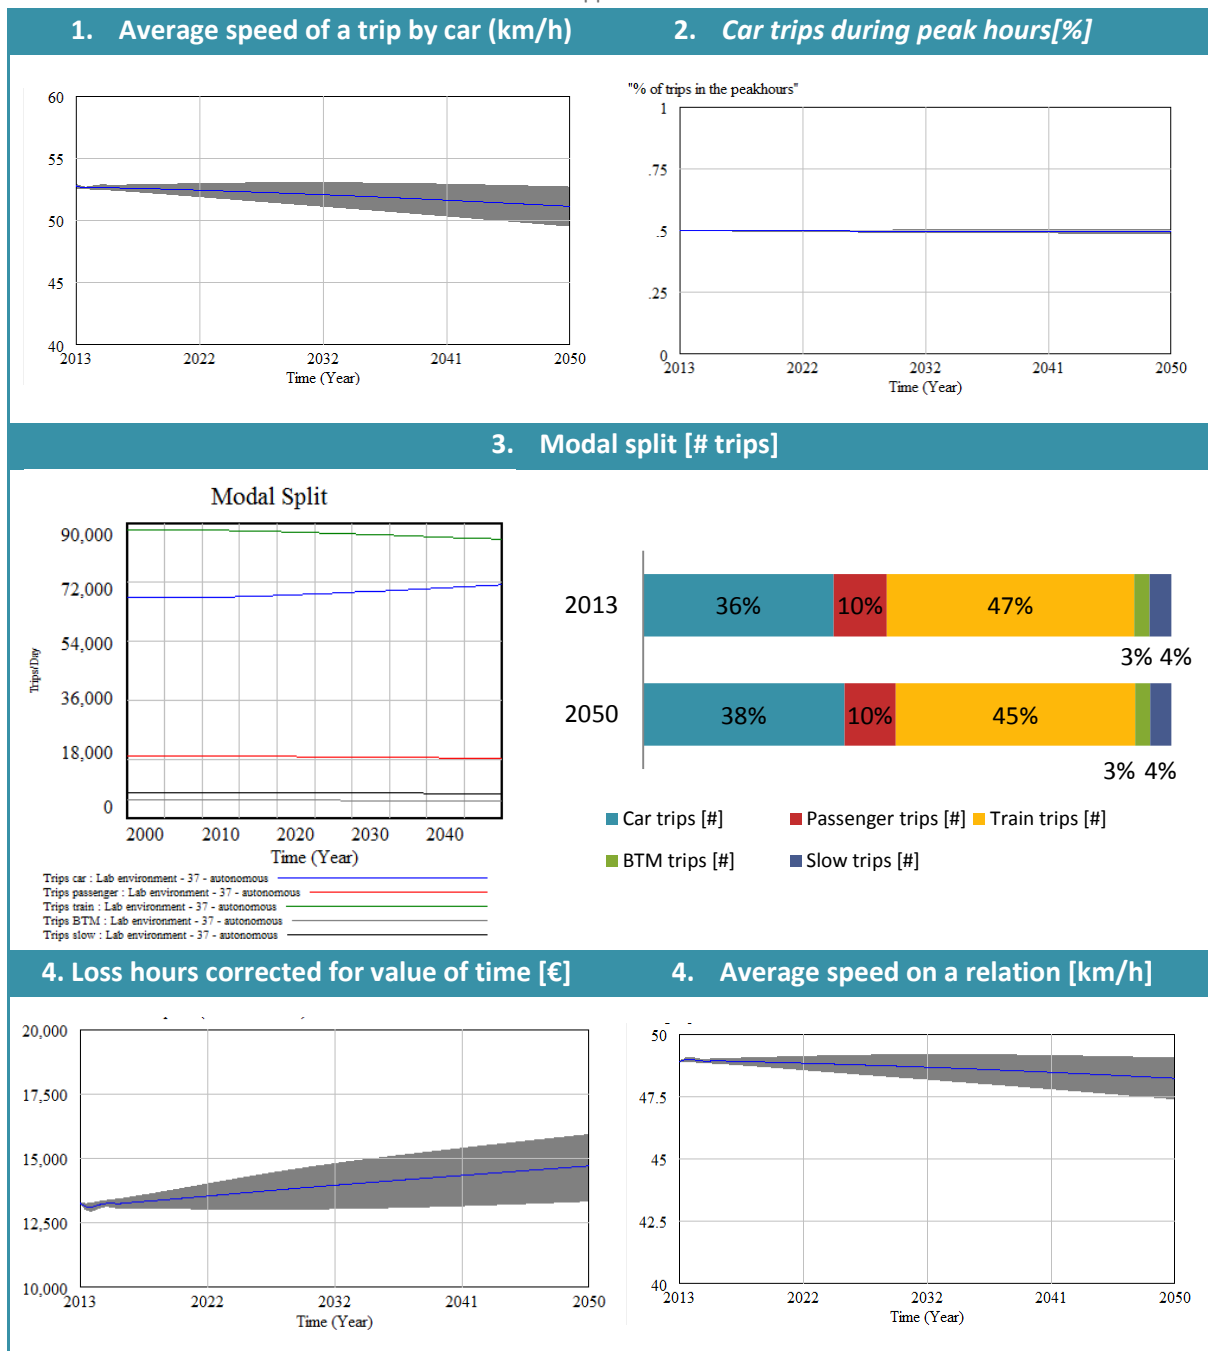 1. Average speed of a trip by car (km/h)
2. Car trips during peak hours[%]
60
55
50
45
40
2013
2022
2032
2041
2050
Time (Year)
"% of trips in the peakhours"
1
.75
.5
.25
0
2013
2022
2032
2041
2050
Time (Year)
3. Modal split [# trips]
Modal Split
90,000
72,000
54,000
36,000
18,000
0
Trips/Day
2000
2010
2020
2030
2040
Time (Year)
Trips car : Lab environment - 37 - autonomous
Trips passenger : Lab environment - 37 - autonomous
Trips train : Lab environment - 37 - autonomous
Trips BTM : Lab environment - 37 - autonomous
Trips slow : Lab environment - 37 - autonomous
2013
36%
10%
47%
3% 4%
2050
38%
10%
45%
3% 4%
Car trips [#]
Passenger trips [#]
Train trips [#]
BTM trips [#]
Slow trips [#]
4. Loss hours corrected for value of time [€]
4. Average speed on a relation [km/h]
20,000
17,500
15,000
12,500
10,000
2013
2022
2032
2041
2050
Time (Year)
50
47.5
45
42.5
40
2013
2022
2032
2041
2050
Time (Year)